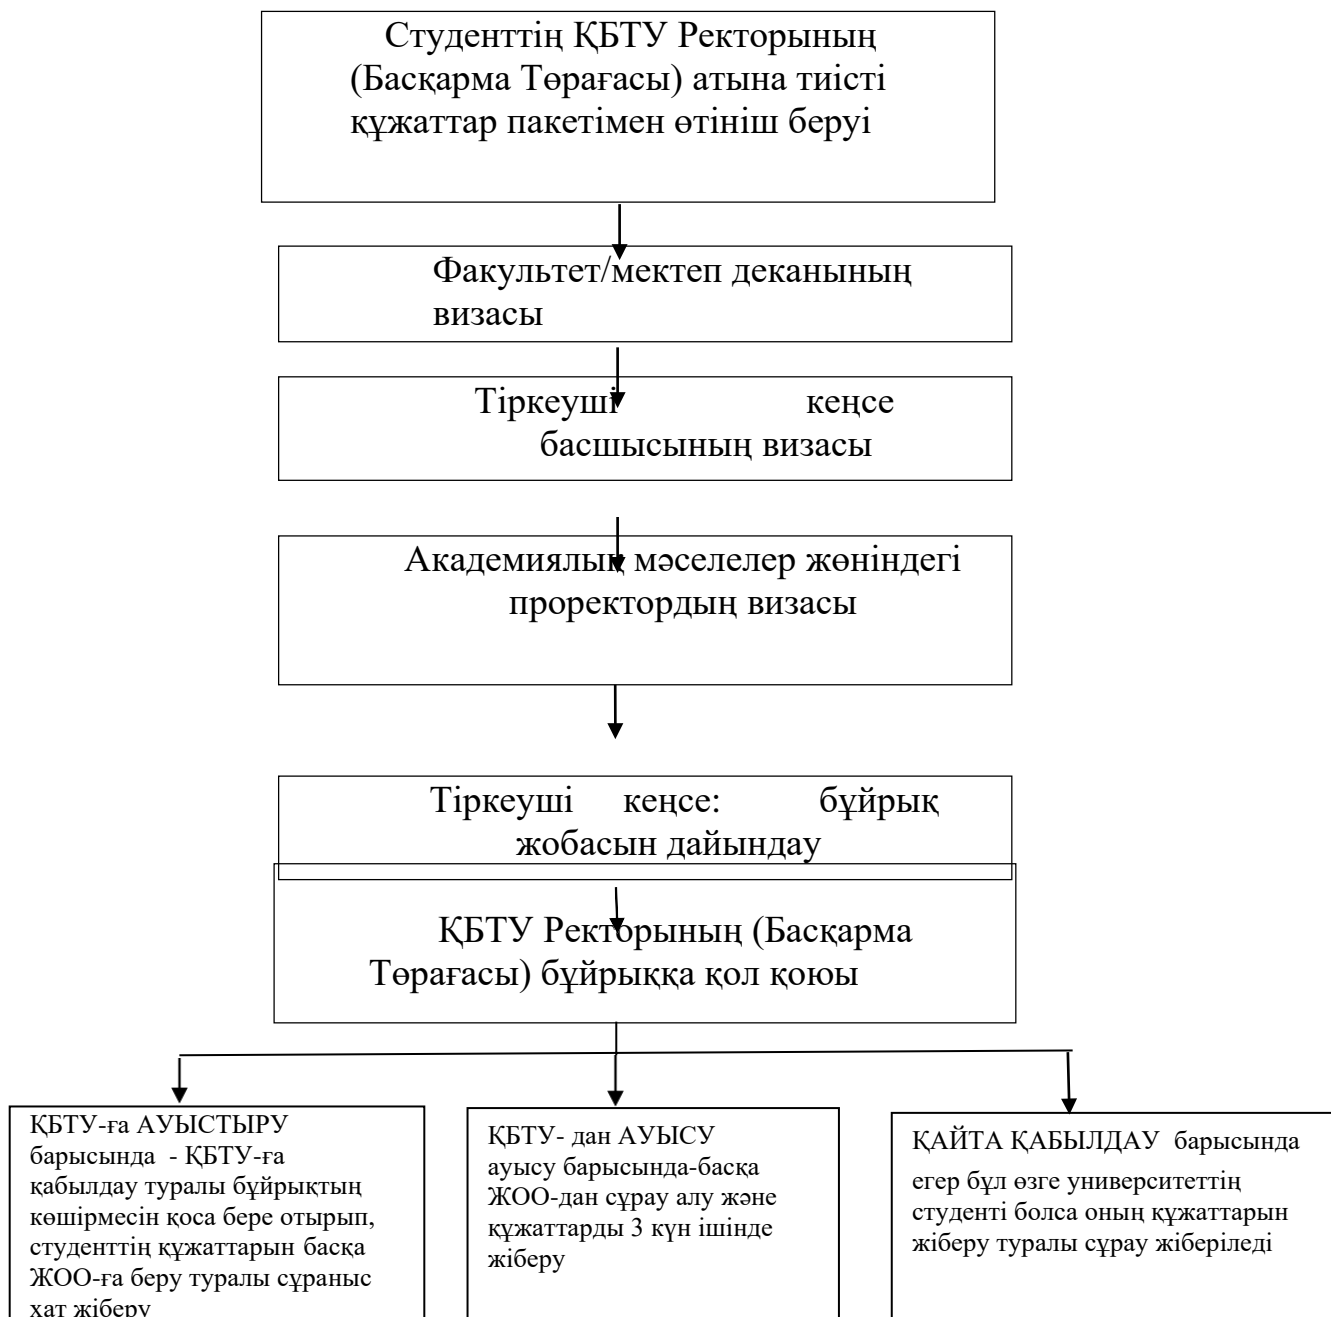 Студенттің ҚБТУ Ректорының
(Басқарма Төрағасы) атына тиісті
құжаттар пакетімен өтініш беруі
Факультет/мектеп деканының
визасы
Тіркеуші кеңсе
басшысының визасы
Академиялық мәселелер жөніндегі
проректордың визасы
Тіркеуші кеңсе: бұйрық
жобасын дайындау
ҚБТУ Ректорының (Басқарма
Төрағасы) бұйрыққа қол қоюы
ҚБТУ-ға АУЫСТЫРУ
барысында - ҚБТУ-ға
қабылдау туралы бұйрықтың
көшірмесін қоса бере отырып,
студенттің құжаттарын басқа
ЖОО-ға беру туралы сұраныс
хат жіберу
ҚБТУ- дан АУЫСУ
ауысу барысында-басқа
ЖОО-дан сұрау алу және
құжаттарды 3 күн ішінде
жіберу
ҚАЙТА ҚАБЫЛДАУ барысында
егер бұл өзге университеттің
студенті болса оның құжаттарын
жіберу туралы сұрау жіберіледі